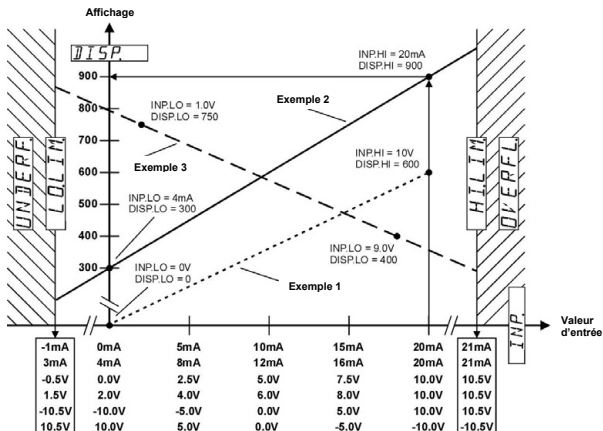 Affichage
DISP.
INP.HI = 20mA
DISP.HI = 900
900
800
700
600
500
400
300
INP.LO = 1.0V
DISP.LO = 750
Exemple 2
Exemple 3
INP.HI = 10V
DISP.HI = 600
INP.LO = 4mA
DISP.LO = 300
INP.LO = 9.0V
DISP.LO = 400
INP.LO = 0V
DISP.LO = 0
Exemple 1
UNDERF.
LO.LIM.
HI.LIM.
OVERFL.
INP.
Valeur
d'entrée
-1mA 0mA 5mA 10mA 15mA 20mA 21mA
3mA 4mA 8mA 12mA 16mA 20mA 21mA
-0.5V 0.0V 2.5V 5.0V 7.5V 10.0V 10.5V
1.5V 2.0V 4.0V 6.0V 8.0V 10.0V 10.5V
-10.5V -10.0V -5.0V 0.0V 5.0V 10.0V 10.5V
10.5V 10.0V 5.0V 0.0V -5.0V -10.0V -10.5V